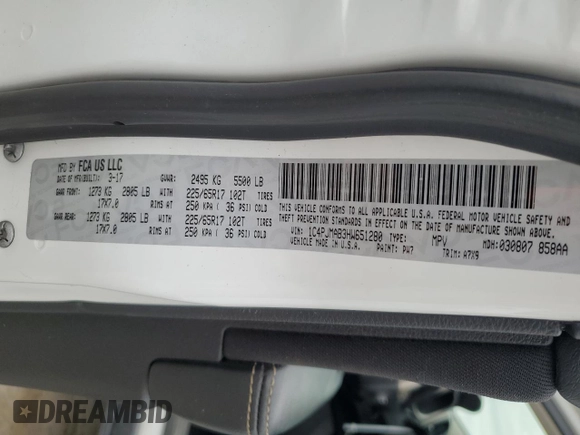 MFD BY FCA US LLC
DATE OF MFG(BUILT): 3-17 GVWR: 2495 KG 5500 LB
GAWR FRONT: 1273 KG 2805 LB WITH 225/65R17 102T TIRES
17X7.0 RIMS AT 250 KPA ( 36 PSI) COLD
GAWR REAR: 1273 KG 2805 LB WITH 225/65R17 102T TIRES
17X7.0 RIMS AT 250 KPA ( 36 PSI) COLD
THIS VEHICLE CONFORMS TO ALL APPLICABLE U.S.A. FEDERAL MOTOR VEHICLE SAFETY AND
THEFT PREVENTION STANDARDS IN EFFECT ON THE DATE OF MANUFACTURE SHOWN ABOVE.
VIN: 1C4PJMAB3HW651280 TYPE: MPV MDH: 030807 858AA
VEHICLE MADE IN U.S.A. PAINT: PW7 TRIM: A7X9
DREAMBID